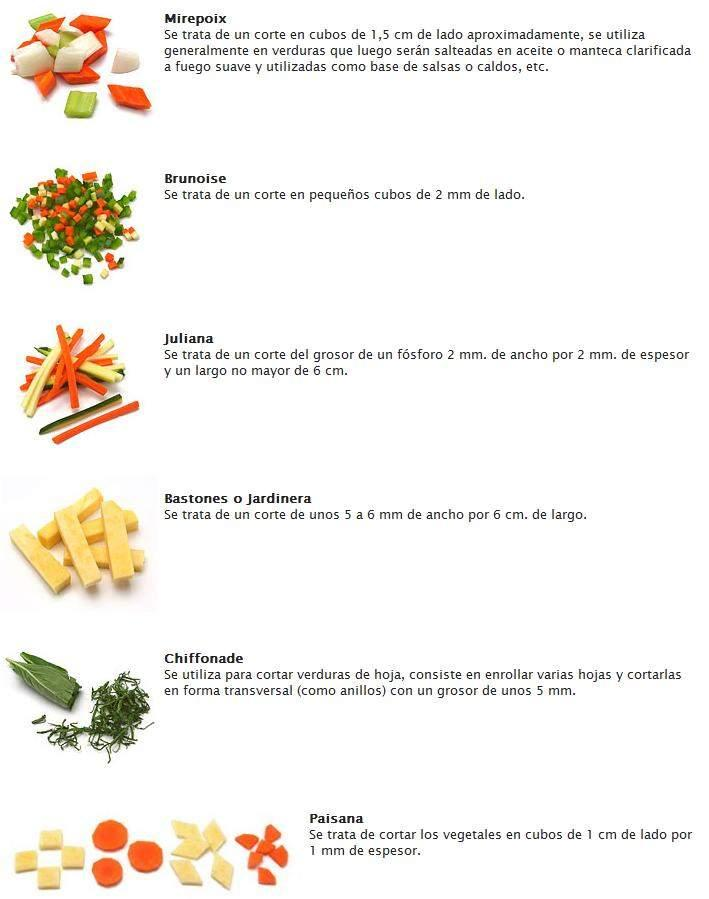 Mirepoix
Se trata de un corte en cubos de 1,5 cm de lado aproximadamente, se utiliza
generalmente en verduras que luego serán salteadas en aceite o manteca clarificada
a fuego suave y utilizadas como base de salsas o caldos, etc.
Brunoise
Se trata de un corte en pequeños cubos de 2 mm de lado.
Juliana
Se trata de un corte del grosor de un fósforo 2 mm. de ancho por 2 mm. de espesor
y un largo no mayor de 6 cm.
Bastones o Jardinera
Se trata de un corte de unos 5 a 6 mm de ancho por 6 cm. de largo.
Chiffonade
Se utiliza para cortar verduras de hoja, consiste en enrollar varias hojas y cortarlas
en forma transversal (como anillos) con un grosor de unos 5 mm.
Paisana
Se trata de cortar los vegetales en cubos de 1 cm de lado por
1 mm de espesor.